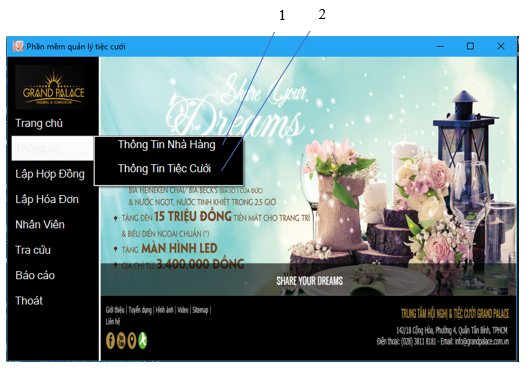 1 2
Phần mềm quản lý tiệc cưới
GRAND PALACE
WEDDING & CONVENTION
Trang chủ
Thông tin
Thông Tin Nhà Hàng
Thông Tin Tiệc Cưới
Lập Hợp Đồng
Lập Hóa Đơn
Nhân Viên
Tra cứu
Báo cáo
Thoát
Share Your
Dreams
BIA HEINEKEN CHAI/ BIA BECK'S (BIA SỐ 1 CỦA ĐỨC)
& NƯỚC NGỌT, NƯỚC TINH KHIẾT TRONG 2.5 GIỜ
TẶNG ĐẾN 15 TRIỆU ĐỒNG TIỀN MẶT CHO TRANG TRÍ
& BIỂU DIỄN NGOẠI CHUẨN (*)
TẶNG MÀN HÌNH LED
GIÁ CHỈ TỪ 3.400.000 ĐỒNG
SHARE YOUR DREAMS
Giới thiệu | Tuyển dụng | Hình ảnh | Video | Sitemap |
Liên hệ
TRUNG TÂM HỘI NGHỊ & TIỆC CƯỚI GRAND PALACE
142/18 Cộng Hòa, Phường 4, Quận Tân Bình, TPHCM
Điện thoại: (028) 3811 8181 - Email: info@grandpalace.com.vn